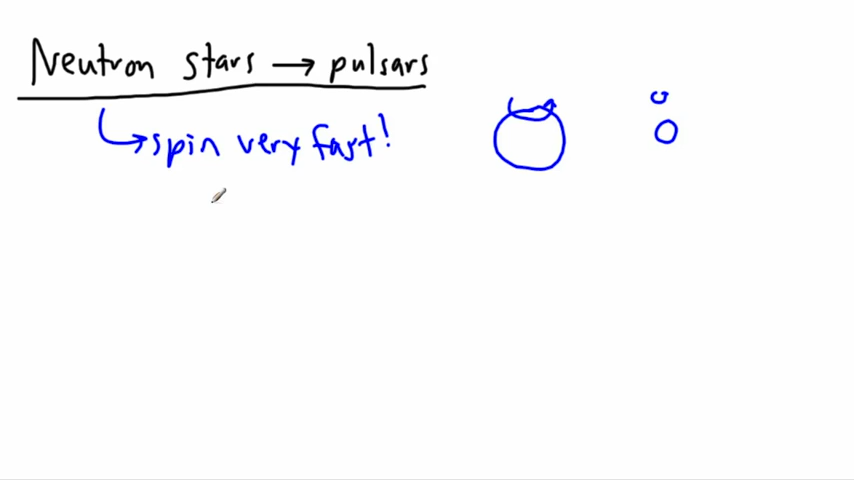 Neutron stars → pulsars
↳ spin very fast!